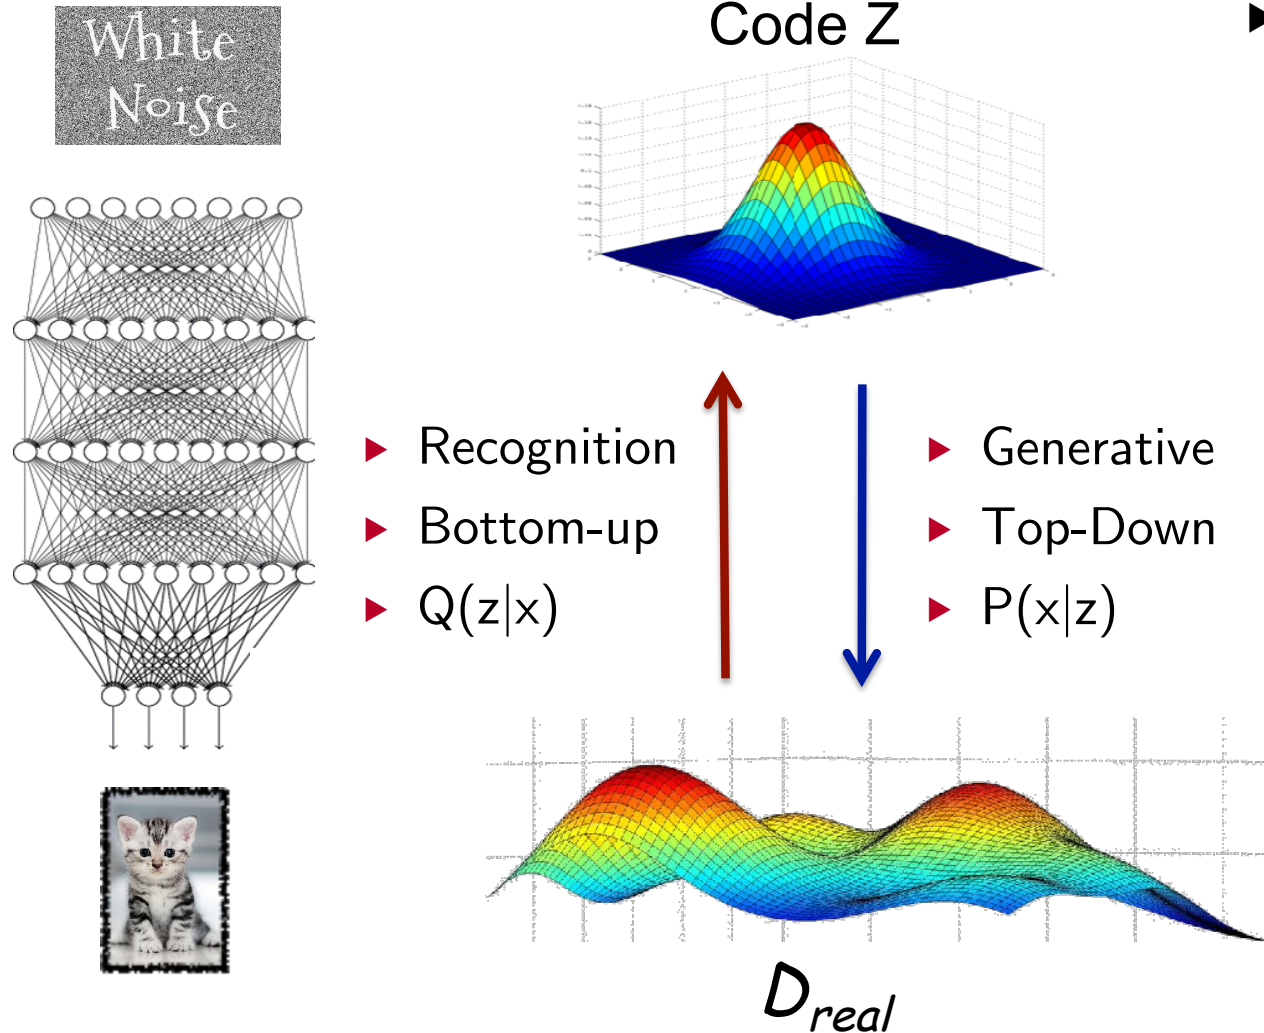 White
Noise
Code Z
Recognition
Bottom-up
Q(z|x)
Generative
Top-Down
P(x|z)
D_real